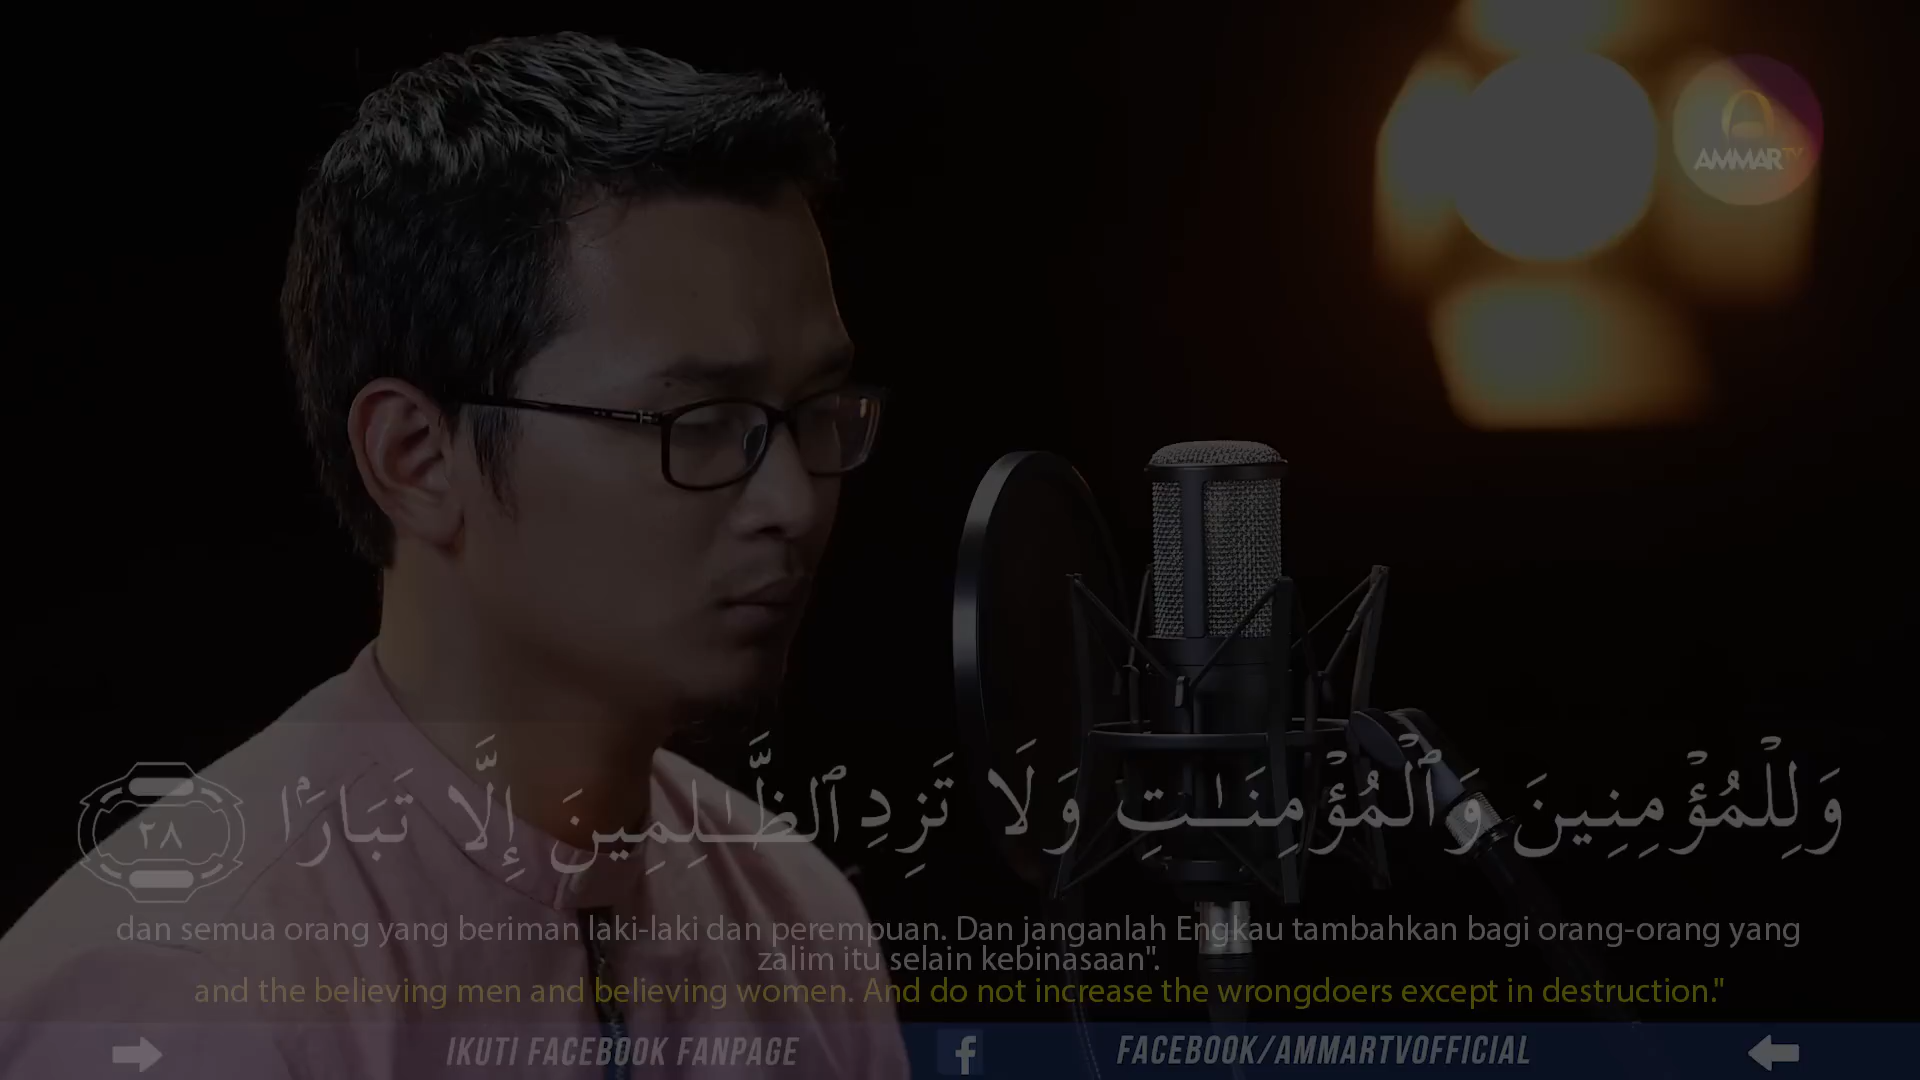 AMMARTV
وَلِلْمُؤْمِنِينَ وَٱلْمُؤْمِنَـٰتِ وَلَا تَزِدِ ٱلظَّـٰلِمِينَ إِلَّا تَبَارًۢا ٢٨
dan semua orang yang beriman laki-laki dan perempuan. Dan janganlah Engkau tambahkan bagi orang-orang yang
zalim itu selain kebinasaan".
and the believing men and believing women. And do not increase the wrongdoers except in destruction."
IKUTI FACEBOOK FANPAGE f FACEBOOK/AMMARTVOFFICIAL